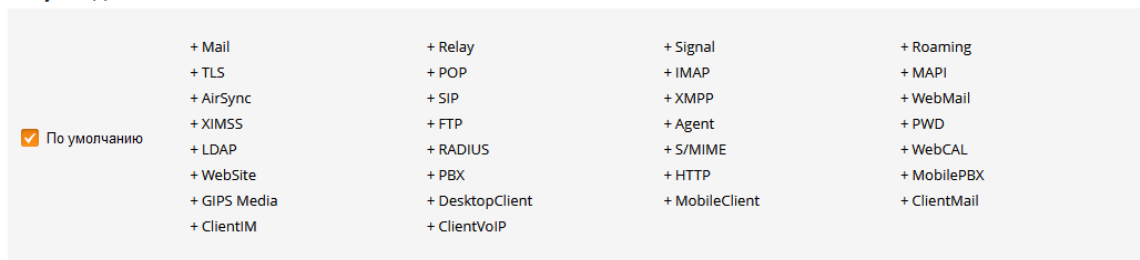 + Mail + Relay + Signal + Roaming
+ TLS + POP + IMAP + MAPI
+ AirSync + SIP + XMPP + WebMail
+ XIMSS + FTP + Agent + PWD
По умолчанию
+ LDAP + RADIUS + S/MIME + WebCAL
+ WebSite + PBX + HTTP + MobilePBX
+ GIPS Media + DesktopClient + MobileClient + ClientMail
+ ClientIM + ClientVoIP